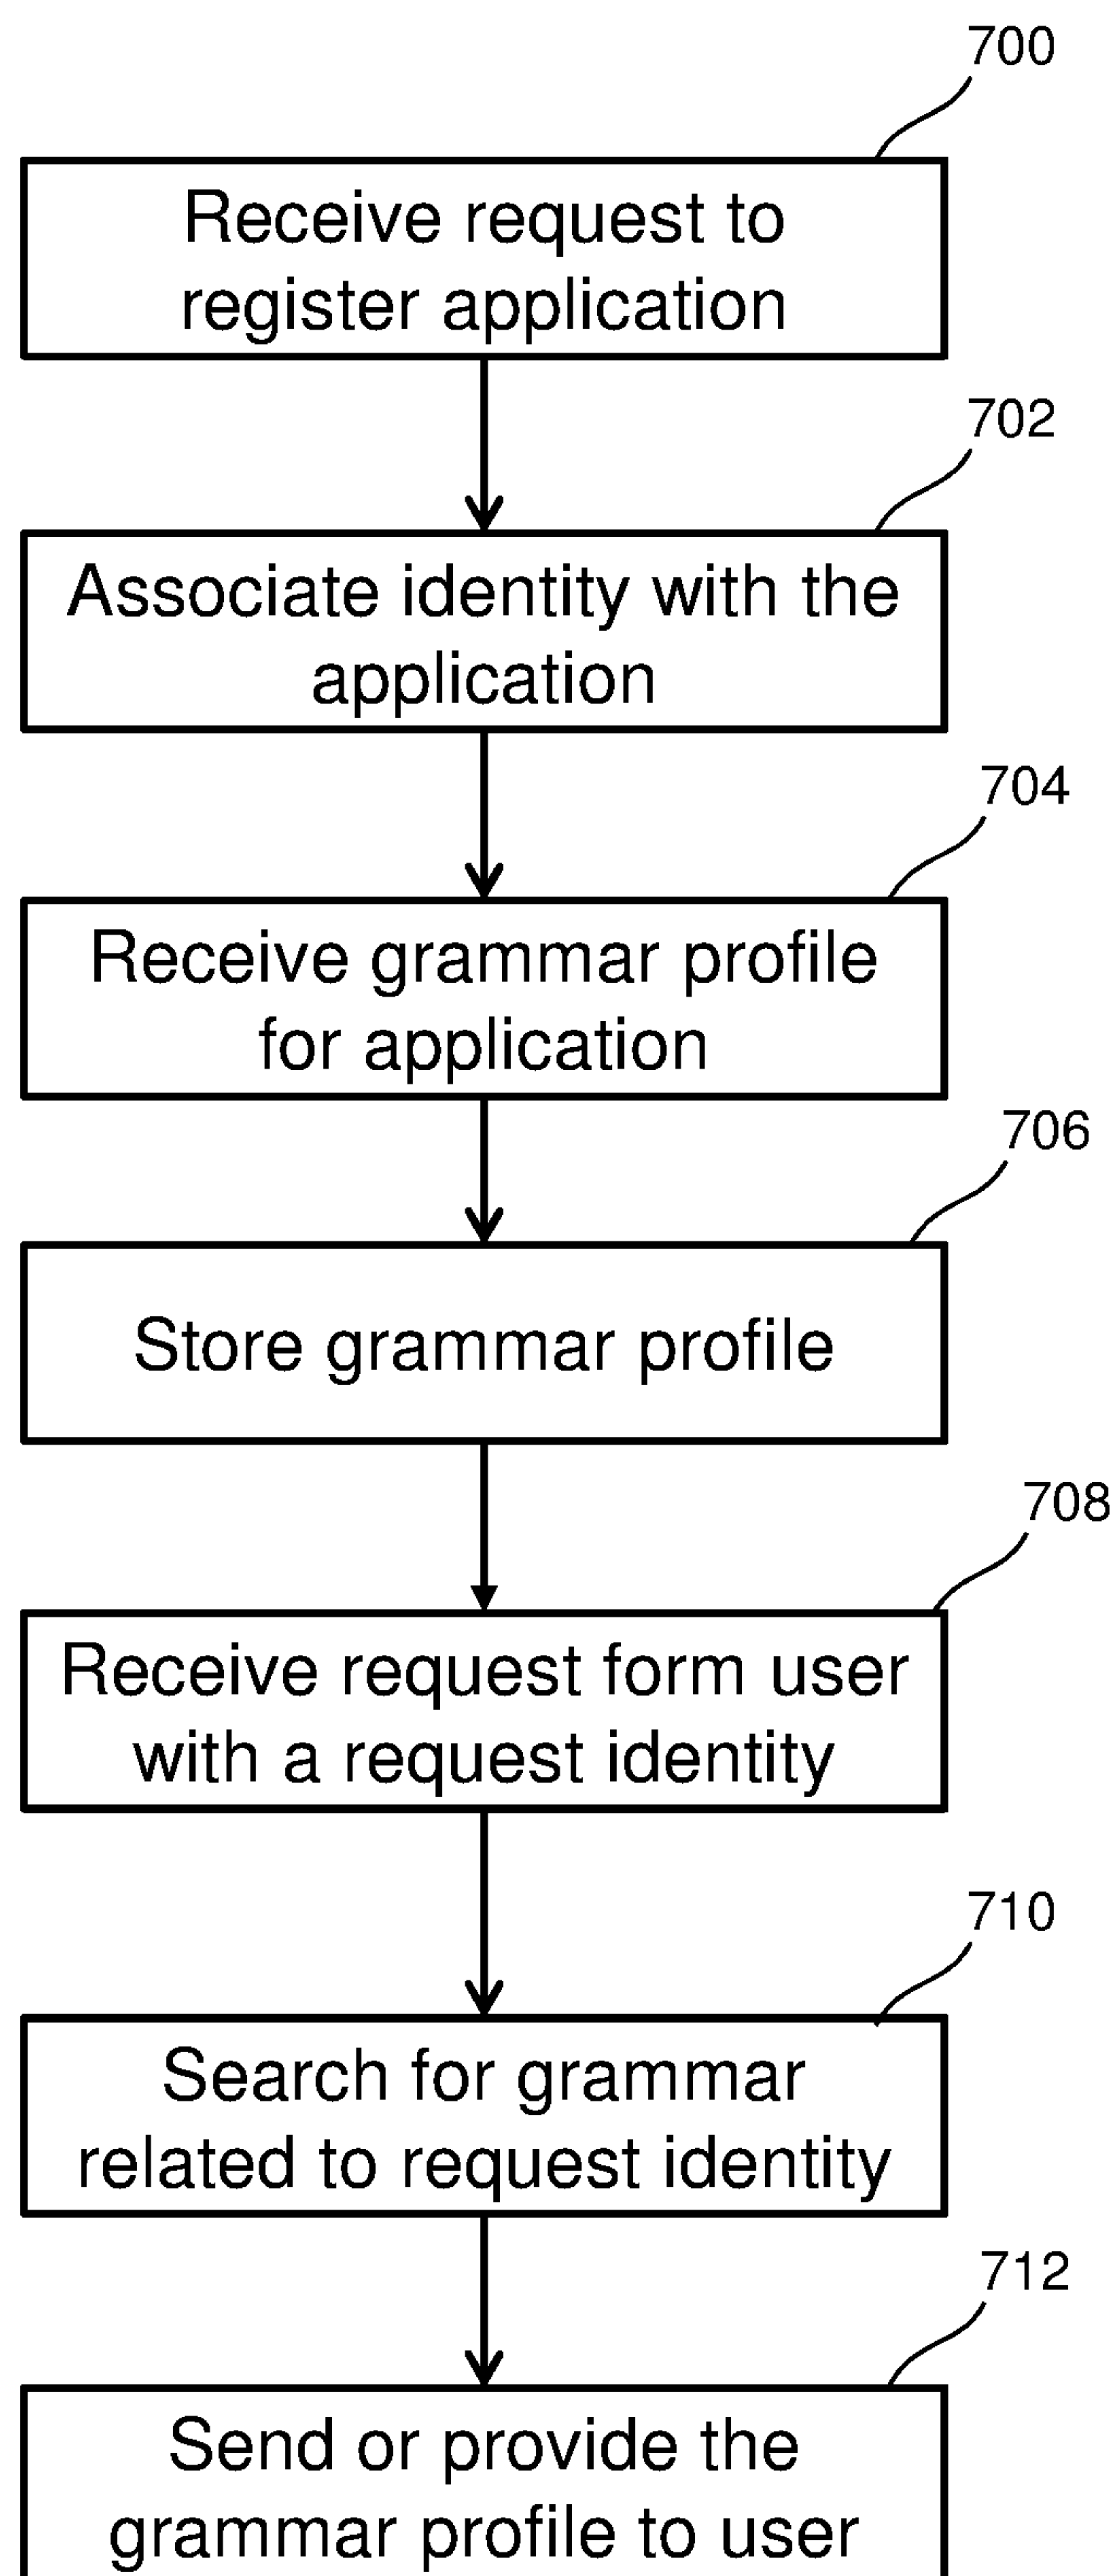 700
Receive request to
register application
702
Associate identity with the
application
704
Receive grammar profile
for application
706
Store grammar profile
708
Receive request form user
with a request identity
710
Search for grammar
related to request identity
712
Send or provide the
grammar profile to user